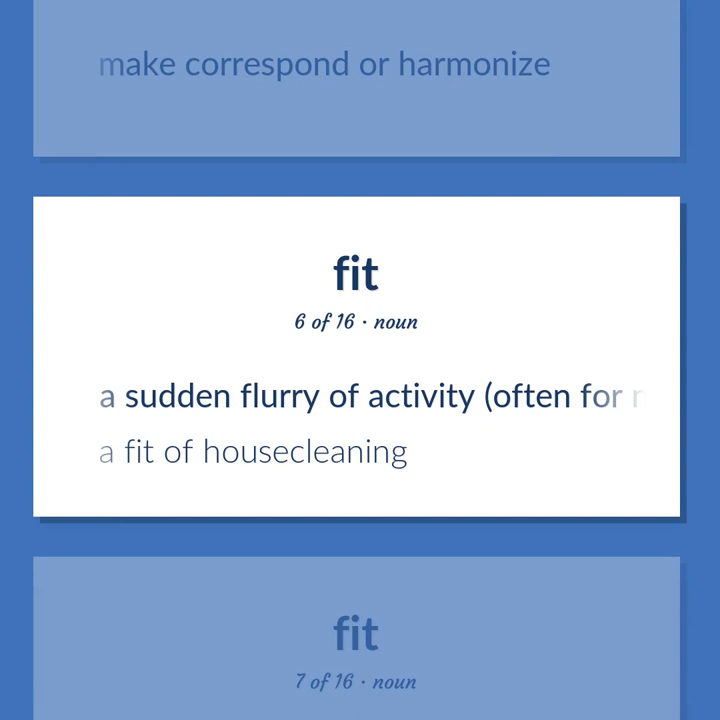 make correspond or harmonize
fit
6 of 16 · noun
a sudden flurry of activity (often for
a fit of housecleaning
fit
7 of 16 · noun